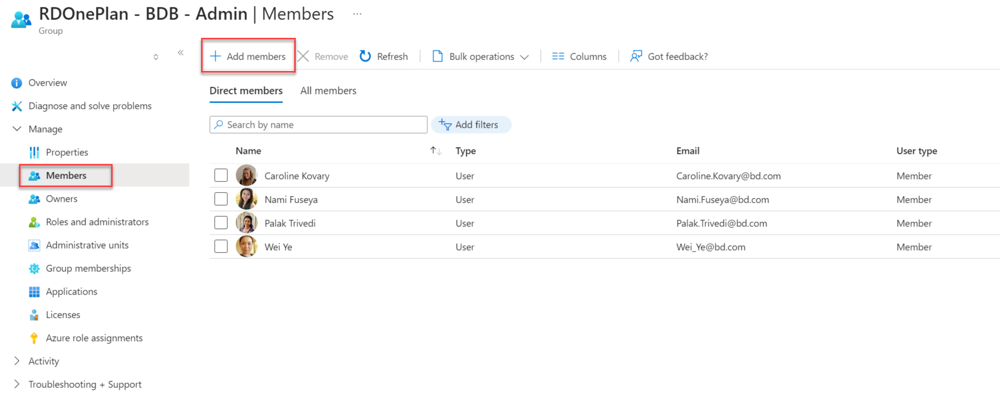 RDOnePlan - BDB - Admin | Members ...
Group
Add members Remove Refresh Bulk operations Columns Got feedback?
Overview
Diagnose and solve problems
Manage
Properties
Members
Owners
Roles and administrators
Administrative units
Group memberships
Applications
Licenses
Azure role assignments
Activity
Troubleshooting + Support
Direct members All members
Search by name Add filters
Name Type Email User type
Caroline Kovary User Caroline.Kovary@bd.com Member
Nami Fuseya User Nami.Fuseya@bd.com Member
Palak Trivedi User Palak.Trivedi@bd.com Member
Wei Ye User Wei_Ye@bd.com Member